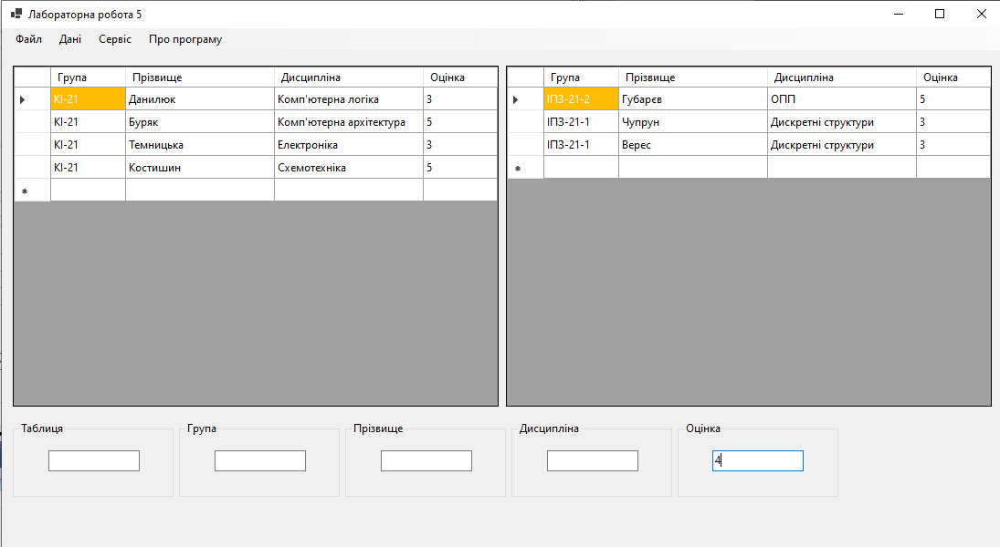 Лабораторна робота 5
Файл Дані Сервіс Про програму
Група Прізвище Дисципліна Оцінка
КІ-21 Данилюк Комп'ютерна логіка 3
КІ-21 Буряк Комп'ютерна архітектура 5
КІ-21 Темницька Електроніка 3
КІ-21 Костишин Схемотехніка 5
Група Прізвище Дисципліна Оцінка
ІПЗ-21-2 Губарєв ОПП 5
ІПЗ-21-1 Чупрун Дискретні структури 3
ІПЗ-21-1 Верес Дискретні структури 3
Таблиця Група Прізвище Дисципліна Оцінка
4